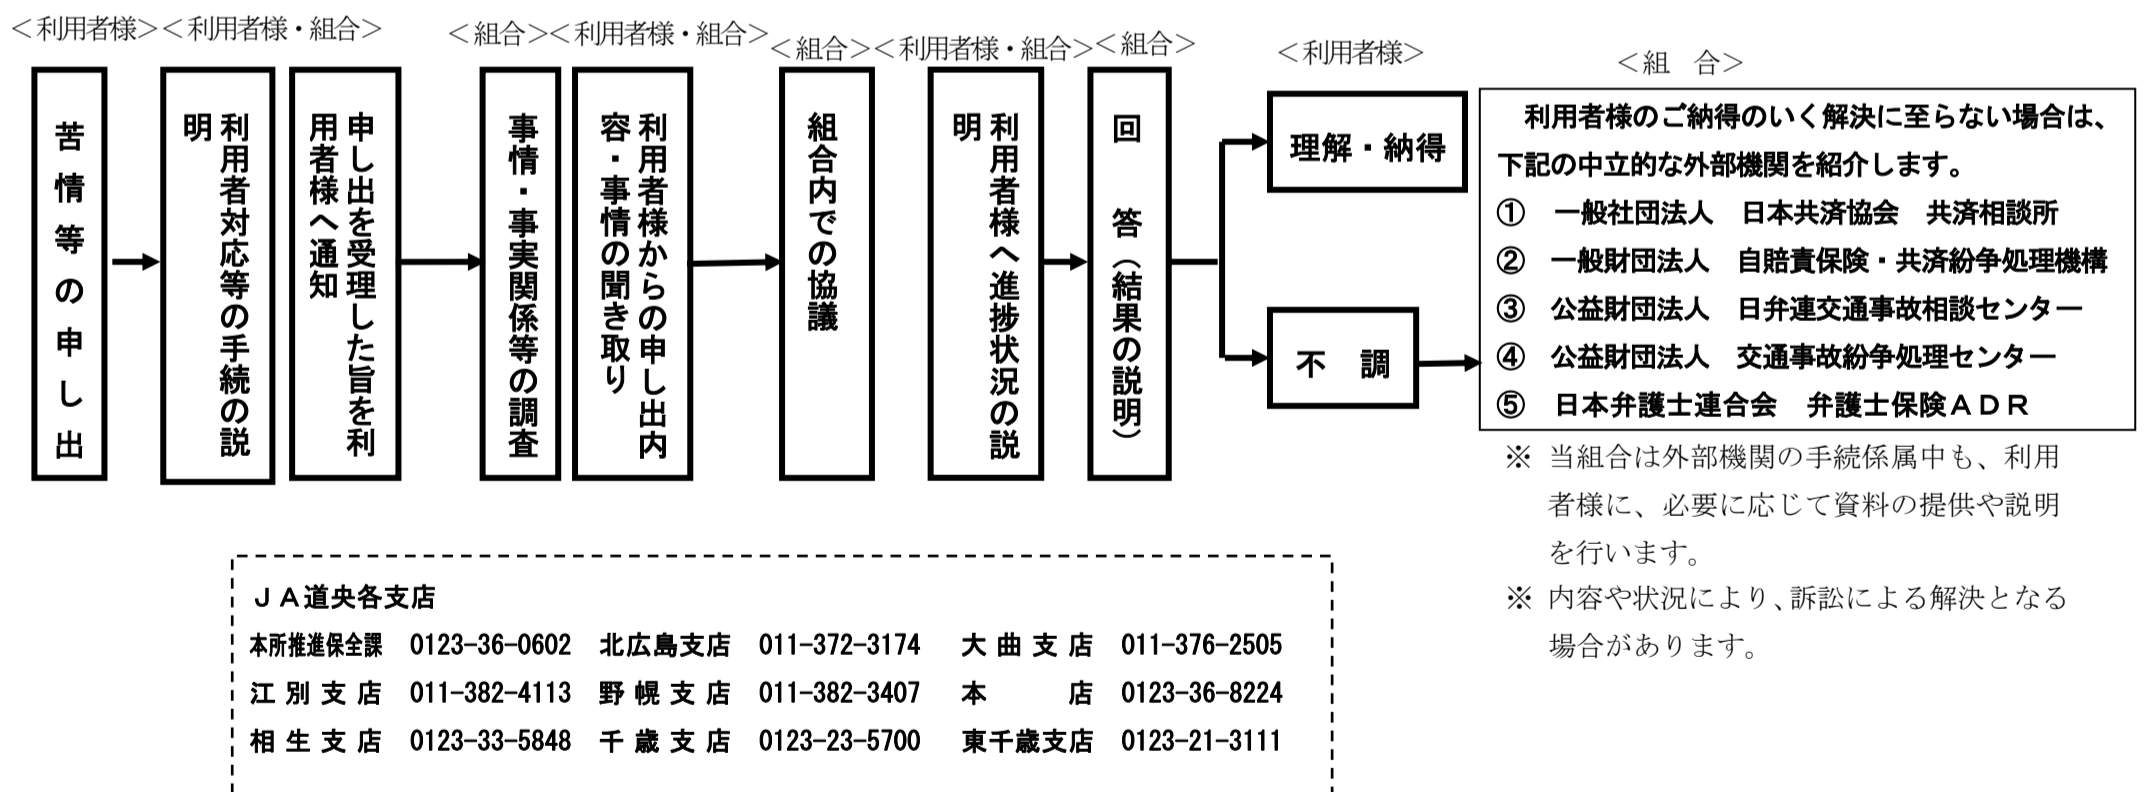 ＜利用者様＞＜利用者様・組合＞
＜組合＞＜利用者様・組合＞
＜組合＞
＜利用者様・組合＞
＜組合＞
＜利用者様＞
＜組　合＞
苦情等の申し出
利用者対応等の手続の説
明
申し出を受理した旨を利
用者様へ通知
事情・事実関係等の調査
利用者様からの申し出内
容・事情の聞き取り
組合内での協議
利用者様へ進捗状況の説
明
回　答（結果の説明）
理解・納得
不　調
利用者様のご納得のいく解決に至らない場合は、
下記の中立的な外部機関を紹介します。
①　一般社団法人　日本共済協会　共済相談所
②　一般財団法人　自賠責保険・共済紛争処理機構
③　公益財団法人　日弁連交通事故相談センター
④　公益財団法人　交通事故紛争処理センター
⑤　日本弁護士連合会　弁護士保険ＡＤＲ
※ 当組合は外部機関の手続係属中も、利用
者様に、必要に応じて資料の提供や説明
を行います。
※ 内容や状況により、訴訟による解決となる
場合があります。
ＪＡ道央各支店
本所推進保全課　0123-36-0602　北広島支店　011-372-3174　大曲支店　011-376-2505
江別支店　011-382-4113　野幌支店　011-382-3407　本　　店　0123-36-8224
相生支店　0123-33-5848　千歳支店　0123-23-5700　東千歳支店　0123-21-3111